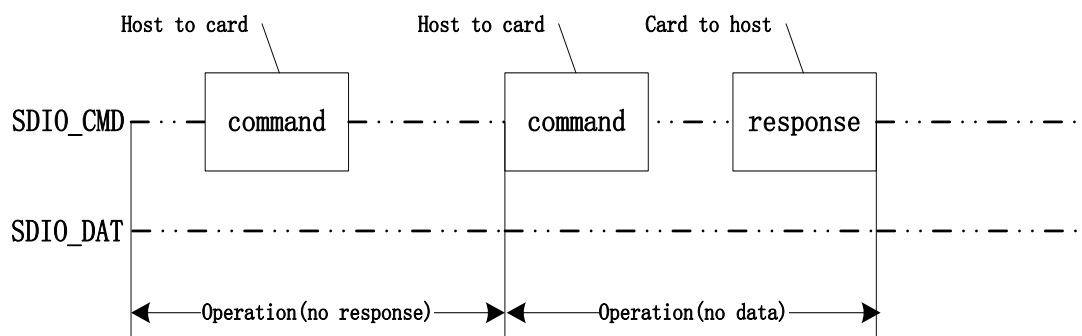 Host to card
Host to card
Card to host
SDIO_CMD
command
command
response
SDIO_DAT
Operation(no response)
Operation(no data)